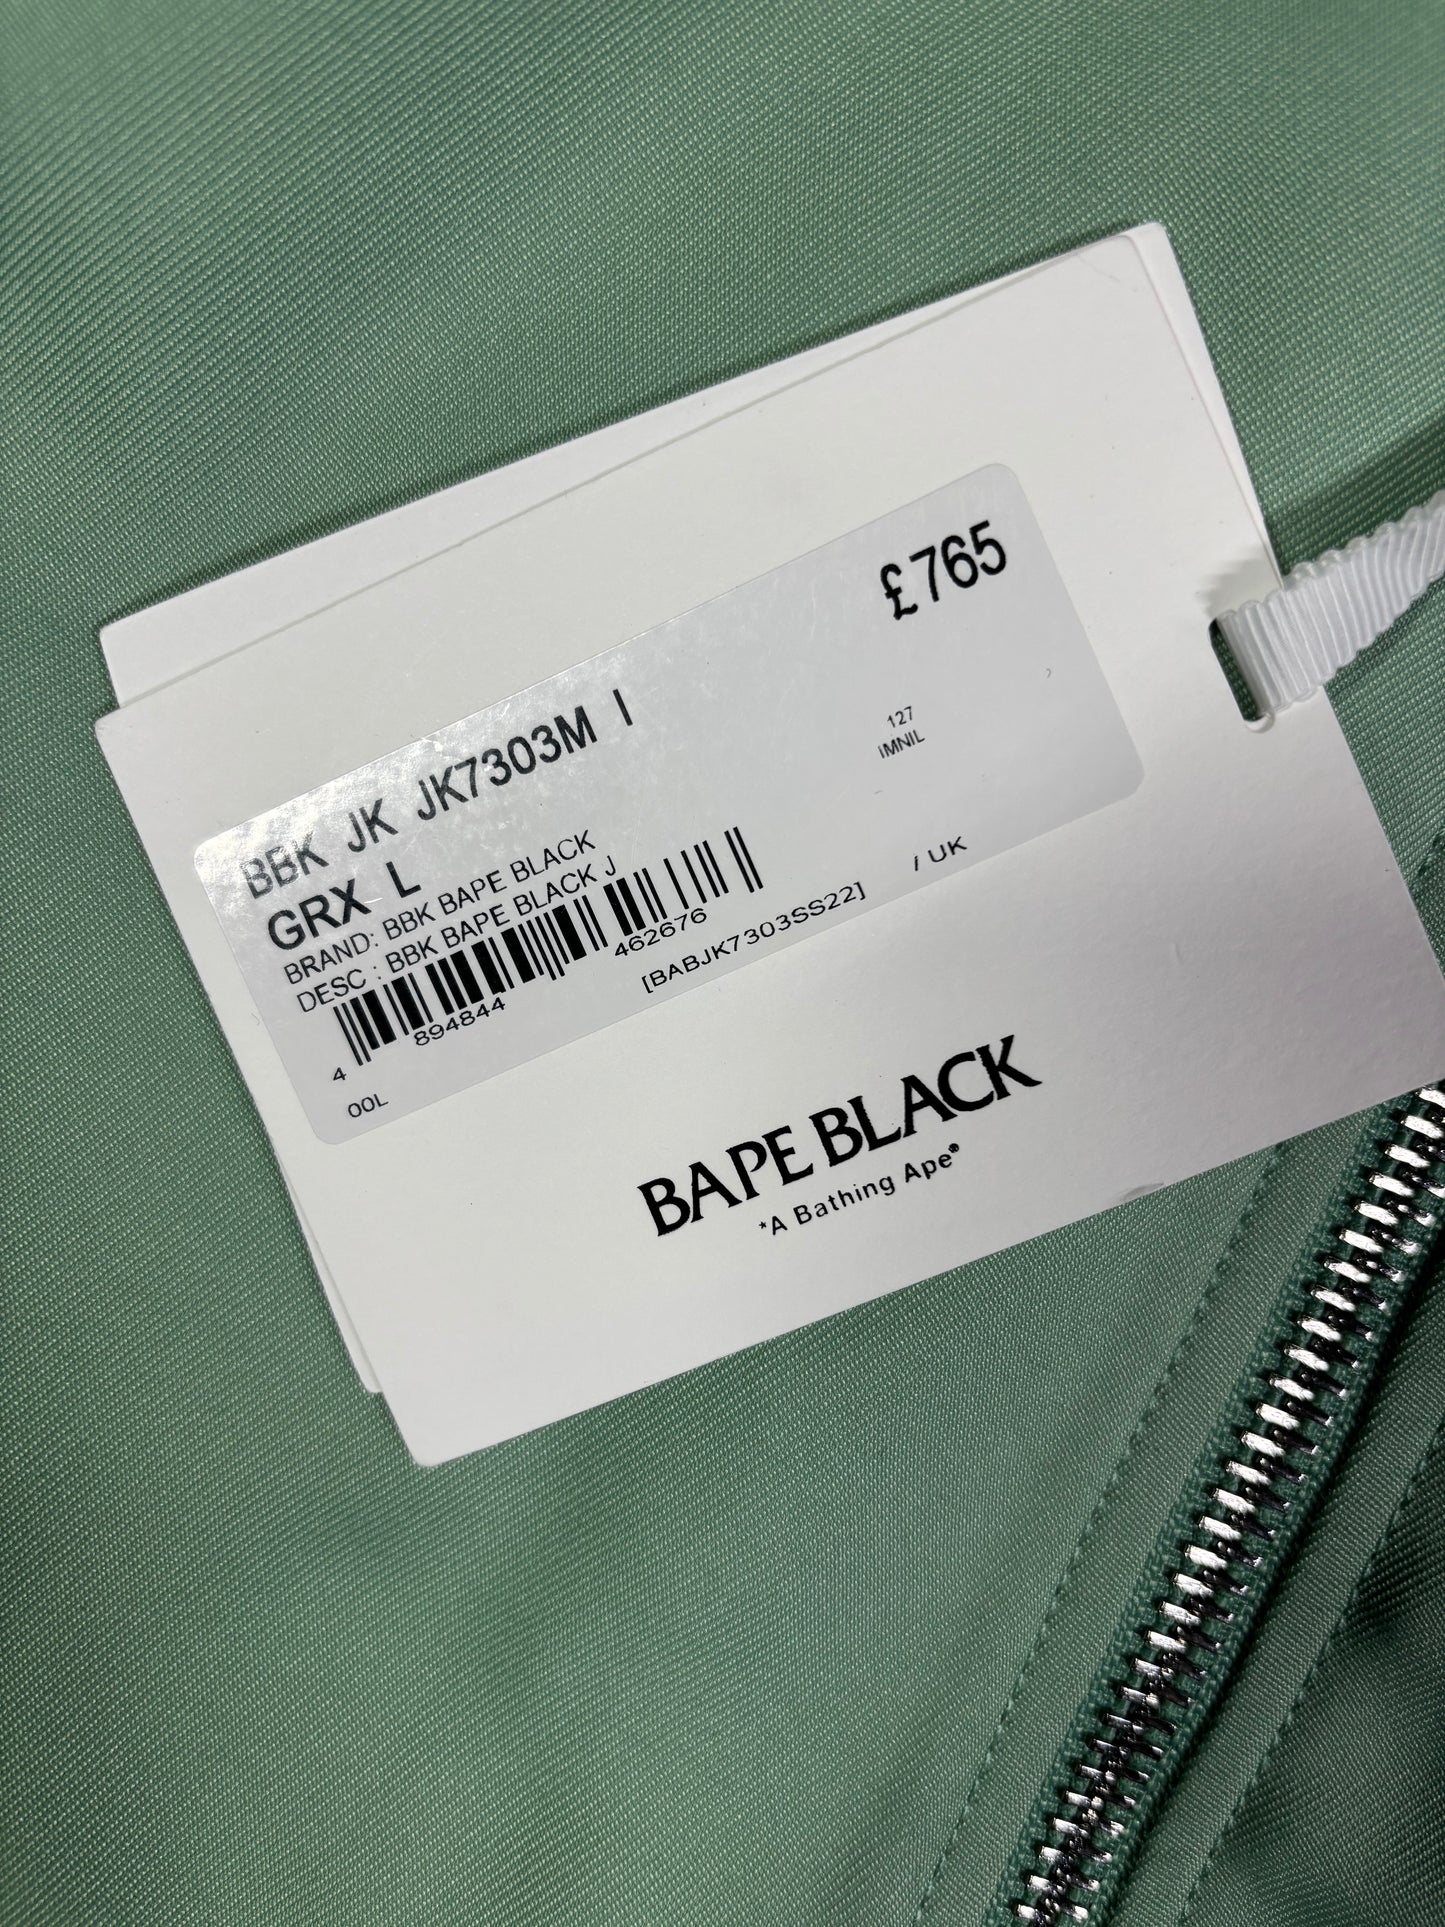 £765
BBK JK JK7303M I
GRX L
127
IMNIL
BRAND: BBK BAPE BLACK
DESC : BBK BAPE BLACK J
4 894844 462676
[BABJK7303SS22] / UK
00L
BAPE BLACK
*A Bathing Ape®